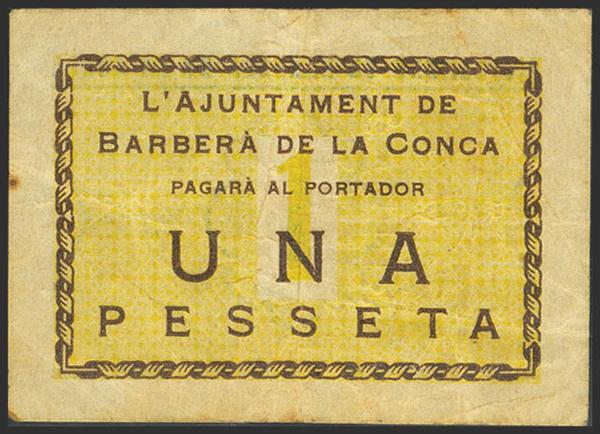 L'AJUNTAMENT DE
BARBERÀ DE LA CONCA
PAGARÀ AL PORTADOR
1
UNA
PESSETA